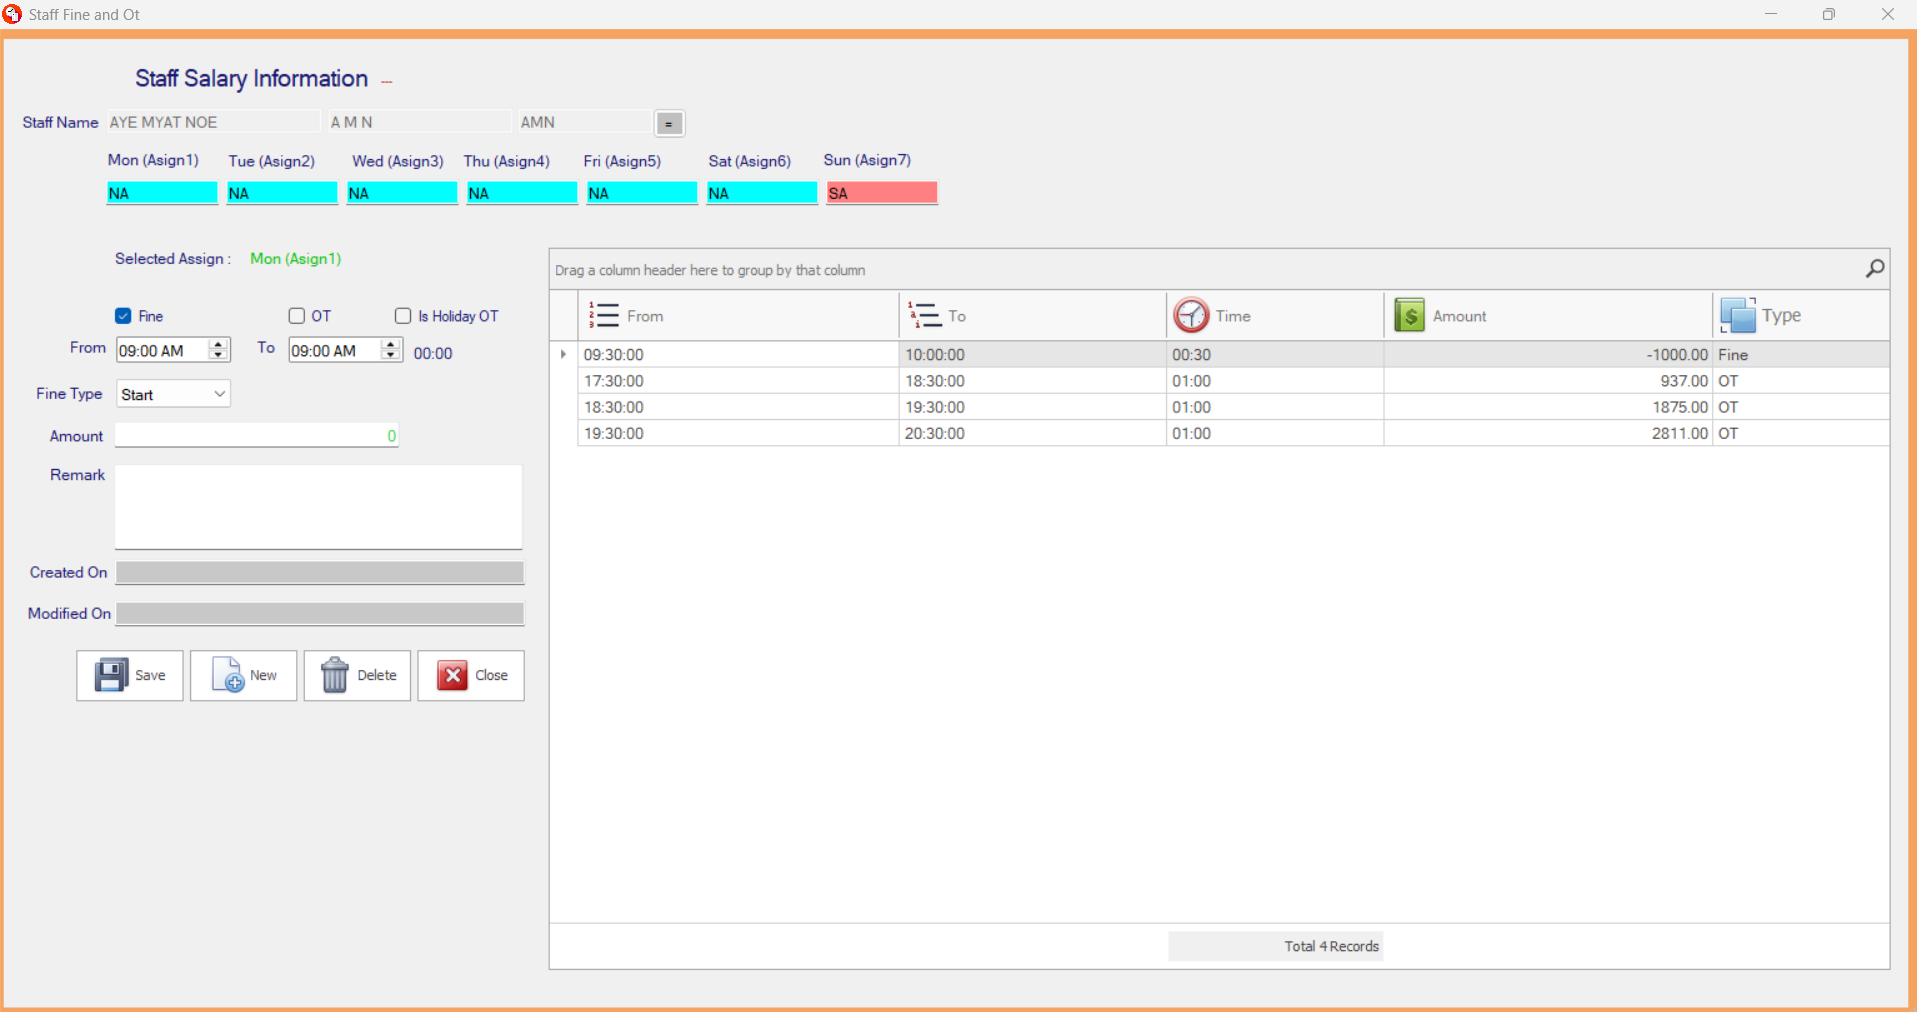 Staff Fine and Ot
Staff Salary Information ---
Staff Name AYE MYAT NOE A M N AMN =
Mon (Asign1) Tue (Asign2) Wed (Asign3) Thu (Asign4) Fri (Asign5) Sat (Asign6) Sun (Asign7)
NA NA NA NA NA NA SA
Selected Assign : Mon (Asign1)
Fine OT Is Holiday OT
From 09:00 AM To 09:00 AM 00:00
Fine Type Start
Amount 0
Remark
Created On
Modified On
Save New Delete Close
Drag a column header here to group by that column
From To Time Amount Type
09:30:00 10:00:00 00:30 -1000.00 Fine
17:30:00 18:30:00 01:00 937.00 OT
18:30:00 19:30:00 01:00 1875.00 OT
19:30:00 20:30:00 01:00 2811.00 OT
Total 4 Records